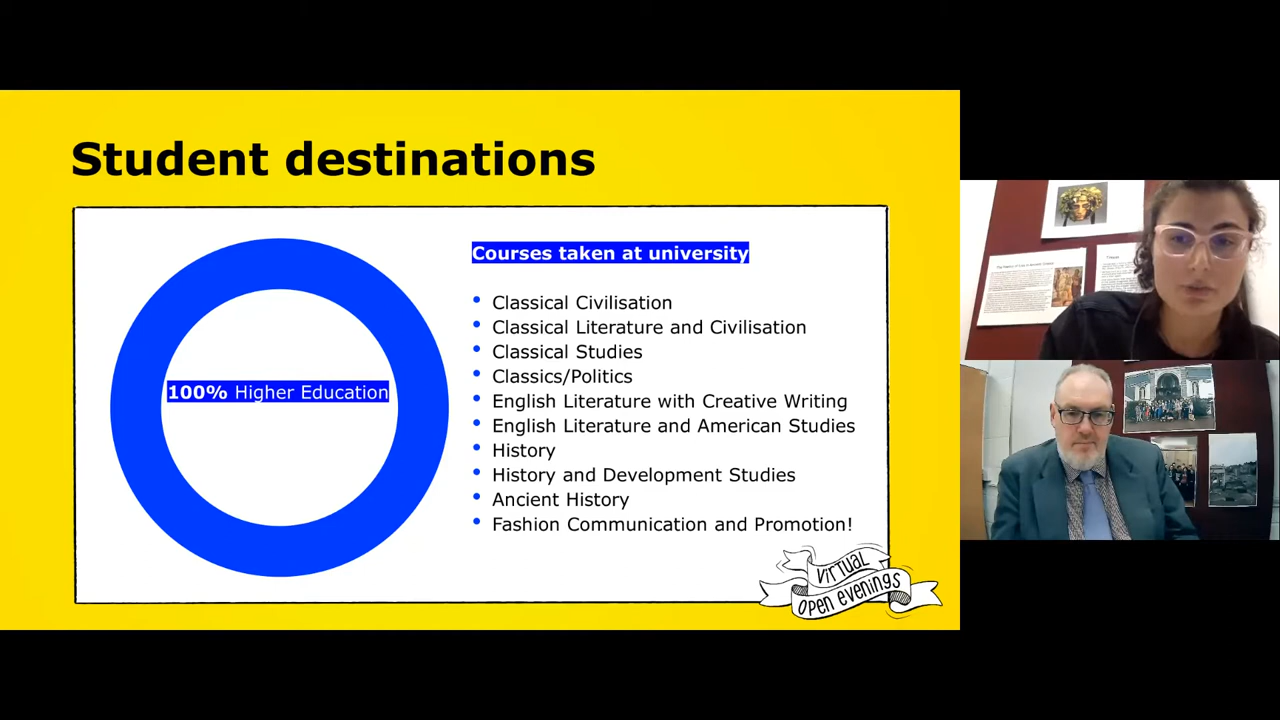 Student destinations
100% Higher Education
Courses taken at university
Classical Civilisation
Classical Literature and Civilisation
Classical Studies
Classics/Politics
English Literature with Creative Writing
English Literature and American Studies
History
History and Development Studies
Ancient History
Fashion Communication and Promotion!
VIRTUAL
OPEN EVENINGS